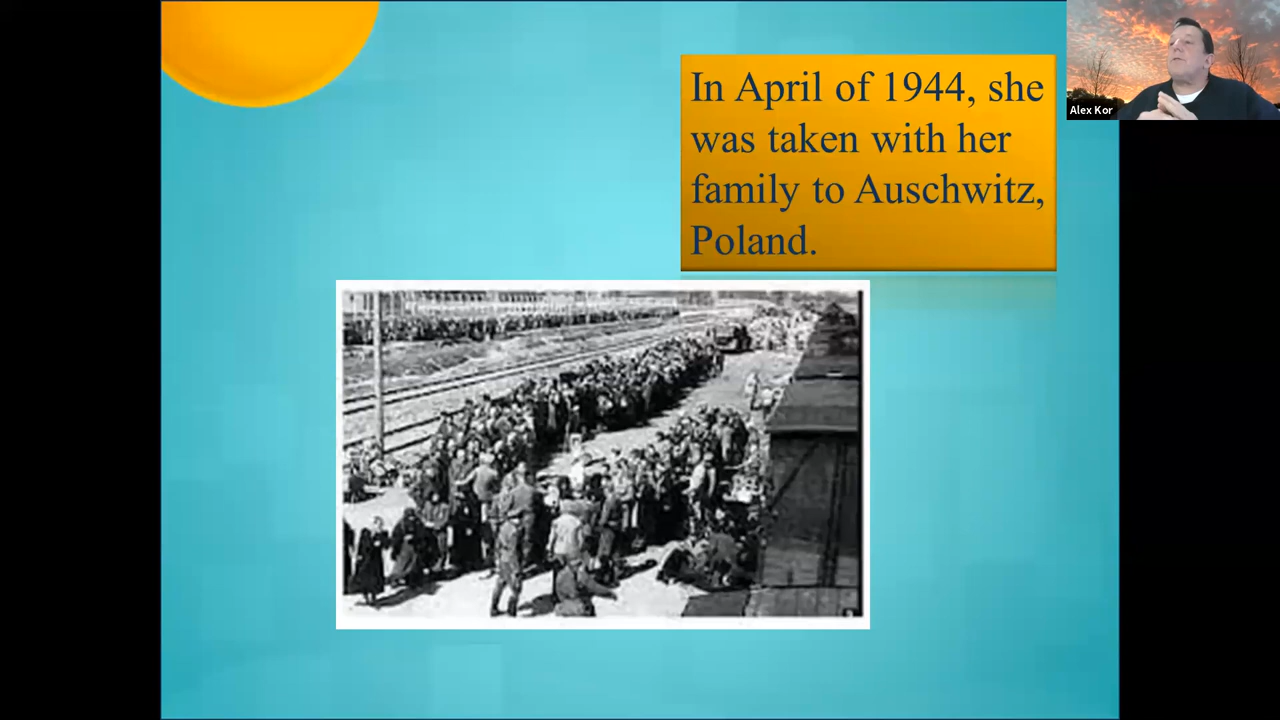 In April of 1944, she
was taken with her
family to Auschwitz,
Poland.
Alex Kor